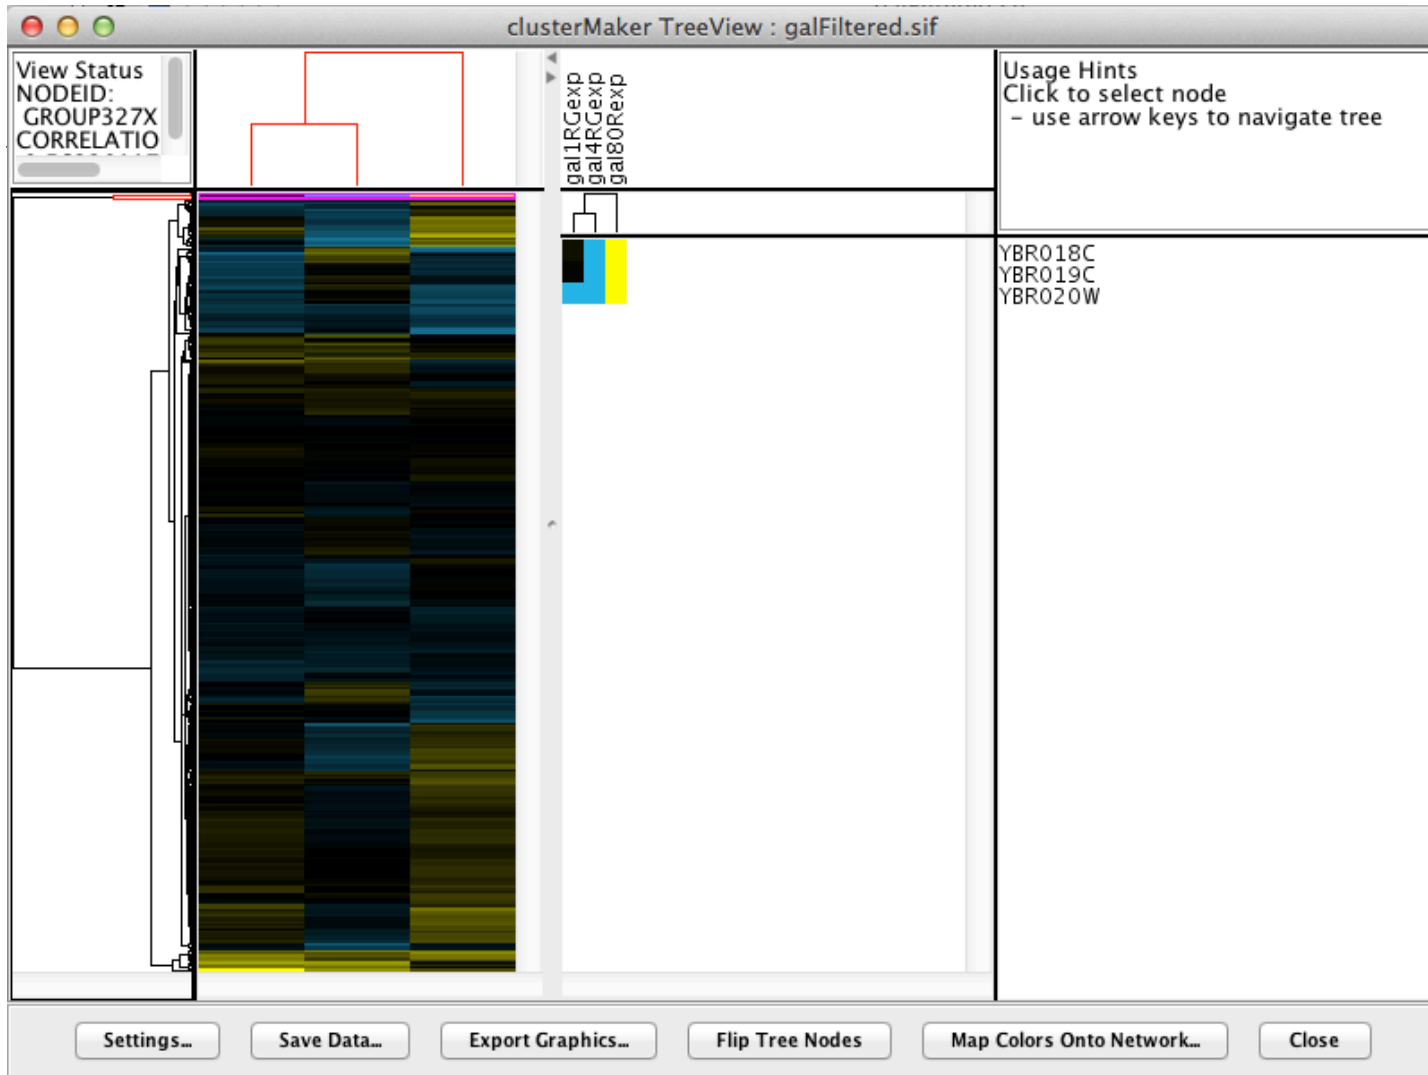 clusterMaker TreeView : galFiltered.sif
View Status
NODEID:
GROUP327X
CORRELATIO
gal1RGexp
gal4RGexp
gal80Rexp
Usage Hints
Click to select node
- use arrow keys to navigate tree
YBR018C
YBR019C
YBR020W
Settings...
Save Data...
Export Graphics...
Flip Tree Nodes
Map Colors Onto Network...
Close